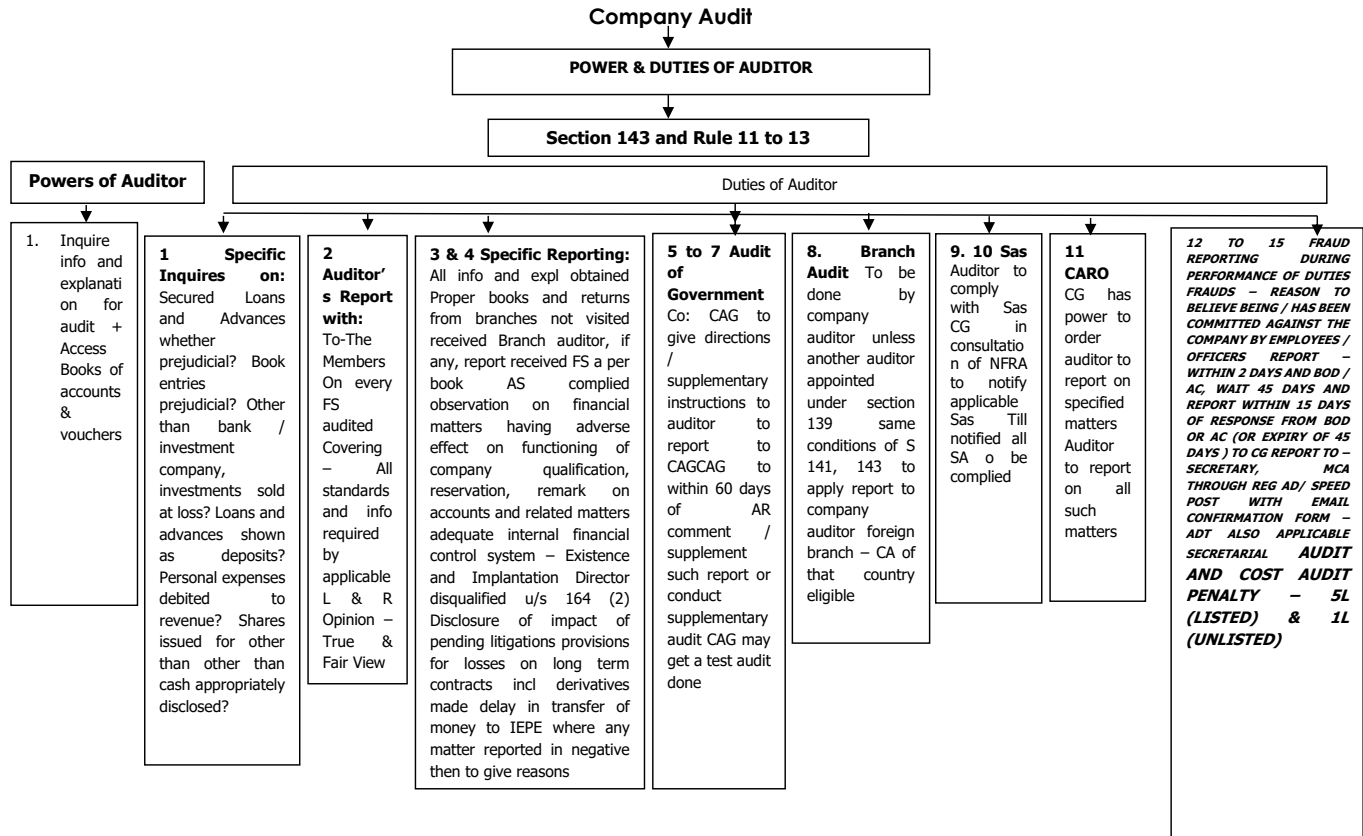 Company Audit
POWER & DUTIES OF AUDITOR
Section 143 and Rule 11 to 13
Powers of Auditor
Duties of Auditor
1. Inquire
info and
explanati
on for
audit +
Access
Books of
accounts
&
vouchers
1 Specific
Inquires on:
Secured Loans
and Advances
whether
prejudicial? Book
entries
prejudicial? Other
than bank /
investment
company,
investments sold
at loss? Loans and
advances shown
as deposits?
Personal expenses
debited to
revenue? Shares
issued for other
than other than
cash appropriately
disclosed?
2
Auditor'
s Report
with:
To-The
Members
On every
FS
audited
Covering
– All
standards
and info
required
by
applicable
L & R
Opinion –
True &
Fair View
3 & 4 Specific Reporting:
All info and expl obtained
Proper books and returns
from branches not visited
received Branch auditor, if
any, report received FS a per
book AS complied
observation on financial
matters having adverse
effect on functioning of
company qualification,
reservation, remark on
accounts and related matters
adequate internal financial
control system – Existence
and Implantation Director
disqualified u/s 164 (2)
Disclosure of impact of
pending litigations provisions
for losses on long term
contracts incl derivatives
made delay in transfer of
money to IEPE where any
matter reported in negative
then to give reasons
5 to 7 Audit
of
Government
Co: CAG to
give directions
/
supplementary
instructions to
auditor to
report to
CAGCAG to
within 60 days
of AR
comment /
supplement
such report or
conduct
supplementary
audit CAG may
get a test audit
done
8. Branch
Audit To be
done by
company
auditor unless
another auditor
appointed
under section
139 same
conditions of S
141, 143 to
apply report to
company
auditor foreign
branch – CA of
that country
eligible
9. 10 Sas
Auditor to
comply
with Sas
CG in
consultatio
n of NFRA
to notify
applicable
Sas Till
notified all
SA o be
complied
11
CARO
CG has
power to
order
auditor to
report on
specified
matters
Auditor
to report
on all
such
matters
12 TO 15 FRAUD
REPORTING DURING
PERFORMANCE OF DUTIES
FRAUDS – REASON TO
BELIEVE BEING / HAS BEEN
COMMITTED AGAINST THE
COMPANY BY EMPLOYEES /
OFFICERS REPORT –
WITHIN 2 DAYS AND BOD /
AC, WAIT 45 DAYS AND
REPORT WITHIN 15 DAYS
OF RESPONSE FROM BOD
OR AC (OR EXPIRY OF 45
DAYS ) TO CG REPORT TO –
SECRETARY, MCA
THROUGH REG AD/ SPEED
POST WITH EMAIL
CONFIRMATION FORM –
ADT ALSO APPLICABLE
SECRETARIAL AUDIT
AND COST AUDIT
PENALTY – 5L
(LISTED) & 1L
(UNLISTED)